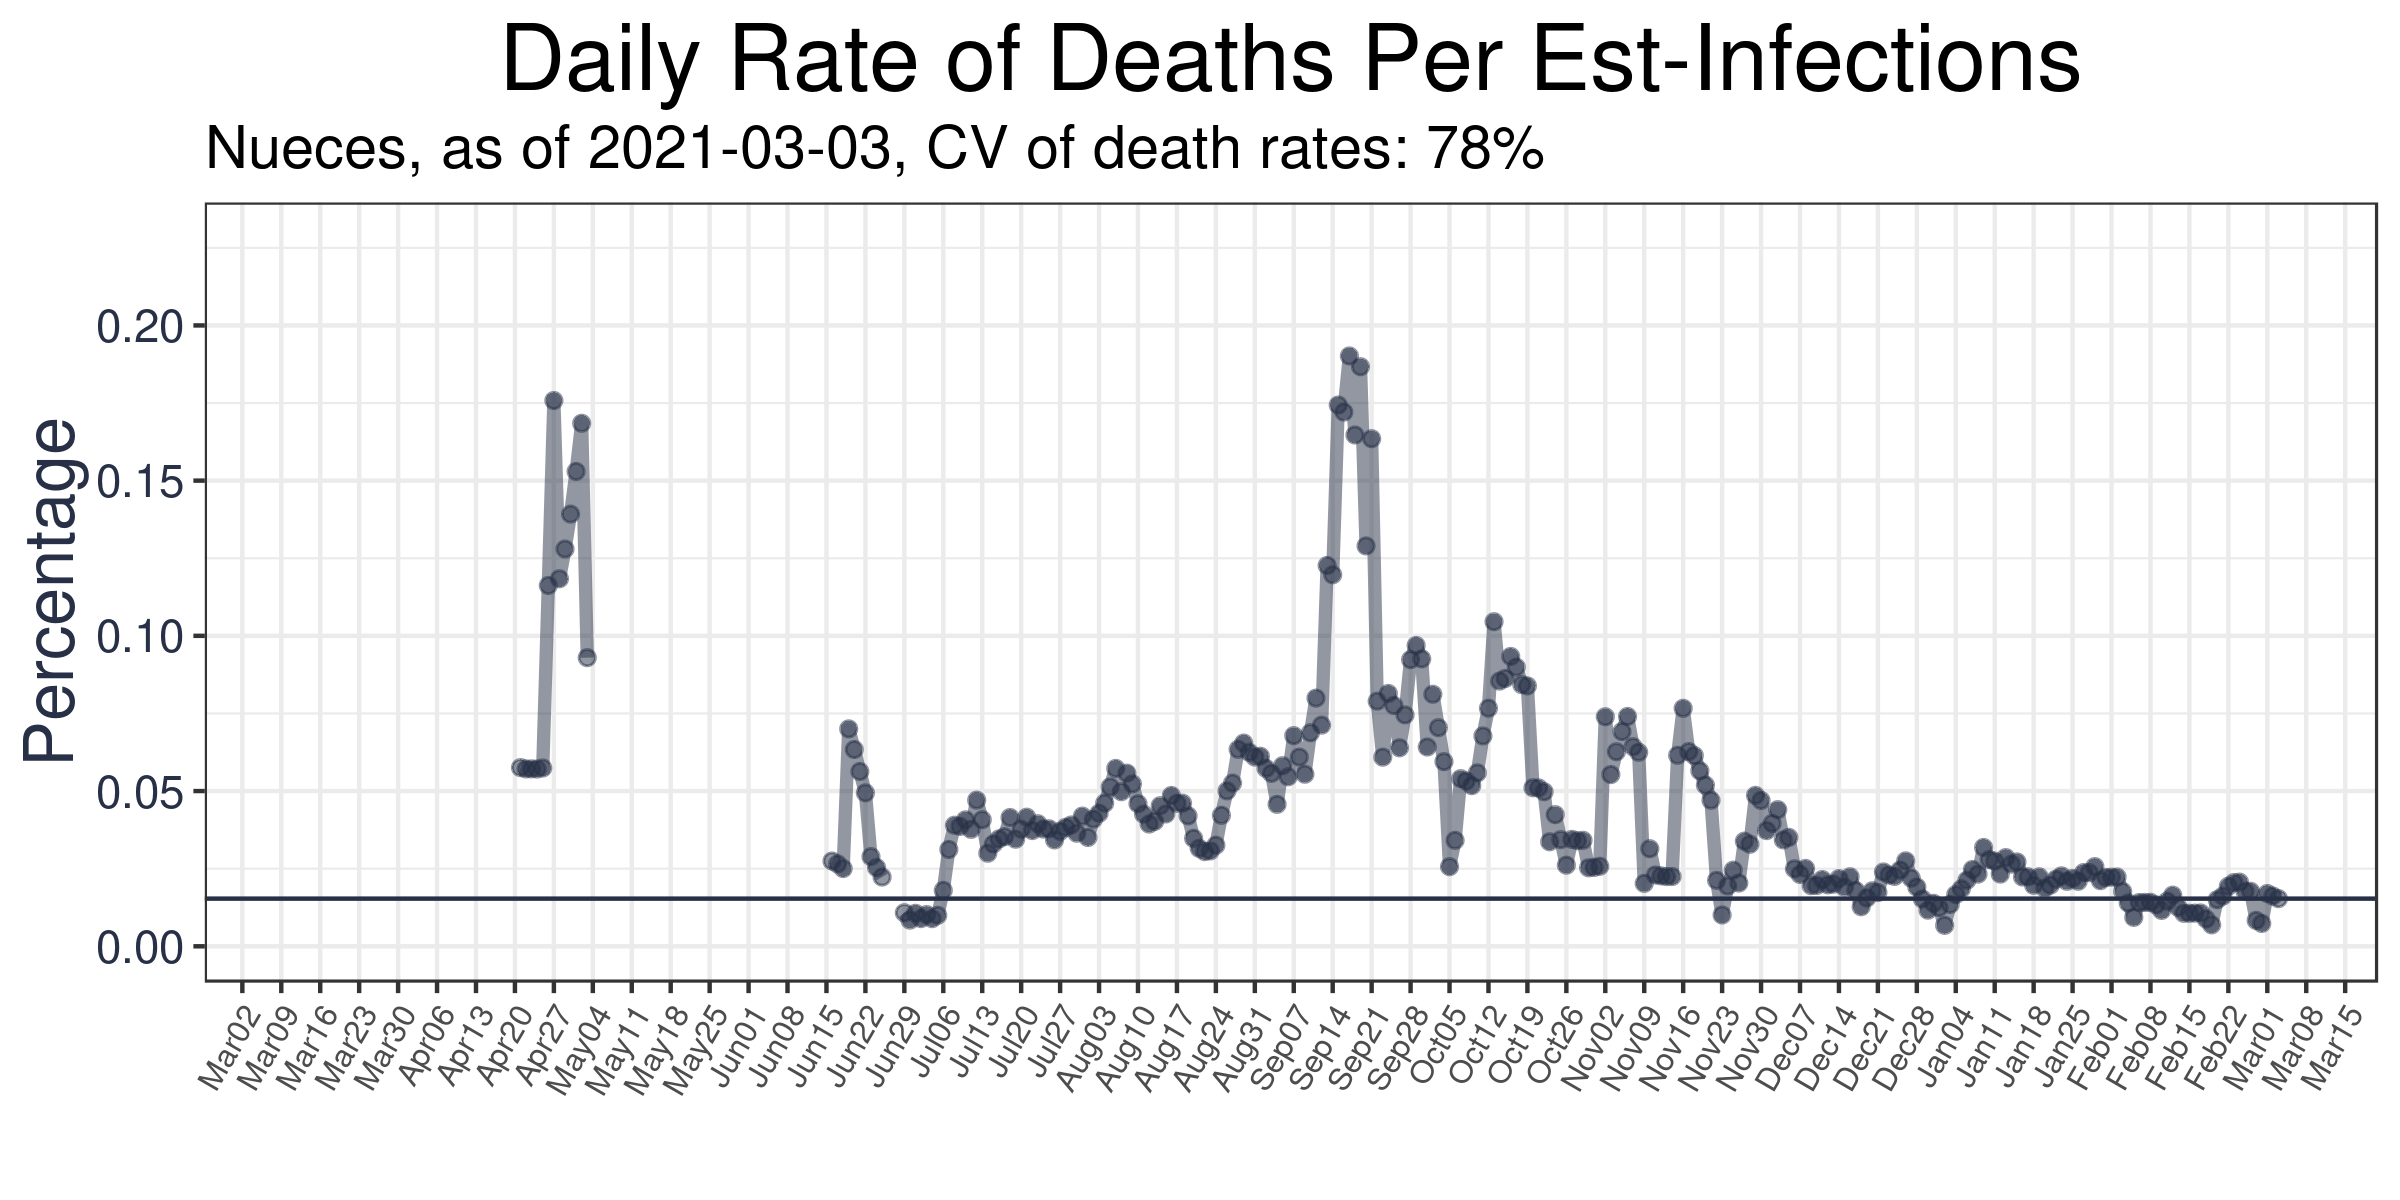 Daily Rate of Deaths Per Est-Infections
Nueces, as of 2021-03-03, CV of death rates: 78%
Percentage
0.20
0.15
0.10
0.05
0.00
Mar02
Mar09
Mar16
Mar23
Mar30
Apr06
Apr13
Apr20
Apr27
May04
May11
May18
May25
Jun01
Jun08
Jun15
Jun22
Jun29
Jul06
Jul13
Jul20
Jul27
Aug03
Aug10
Aug17
Aug24
Aug31
Sep07
Sep14
Sep21
Sep28
Oct05
Oct12
Oct19
Oct26
Nov02
Nov09
Nov16
Nov23
Nov30
Dec07
Dec14
Dec21
Dec28
Jan04
Jan11
Jan18
Jan25
Feb01
Feb08
Feb15
Feb22
Mar01
Mar08
Mar15